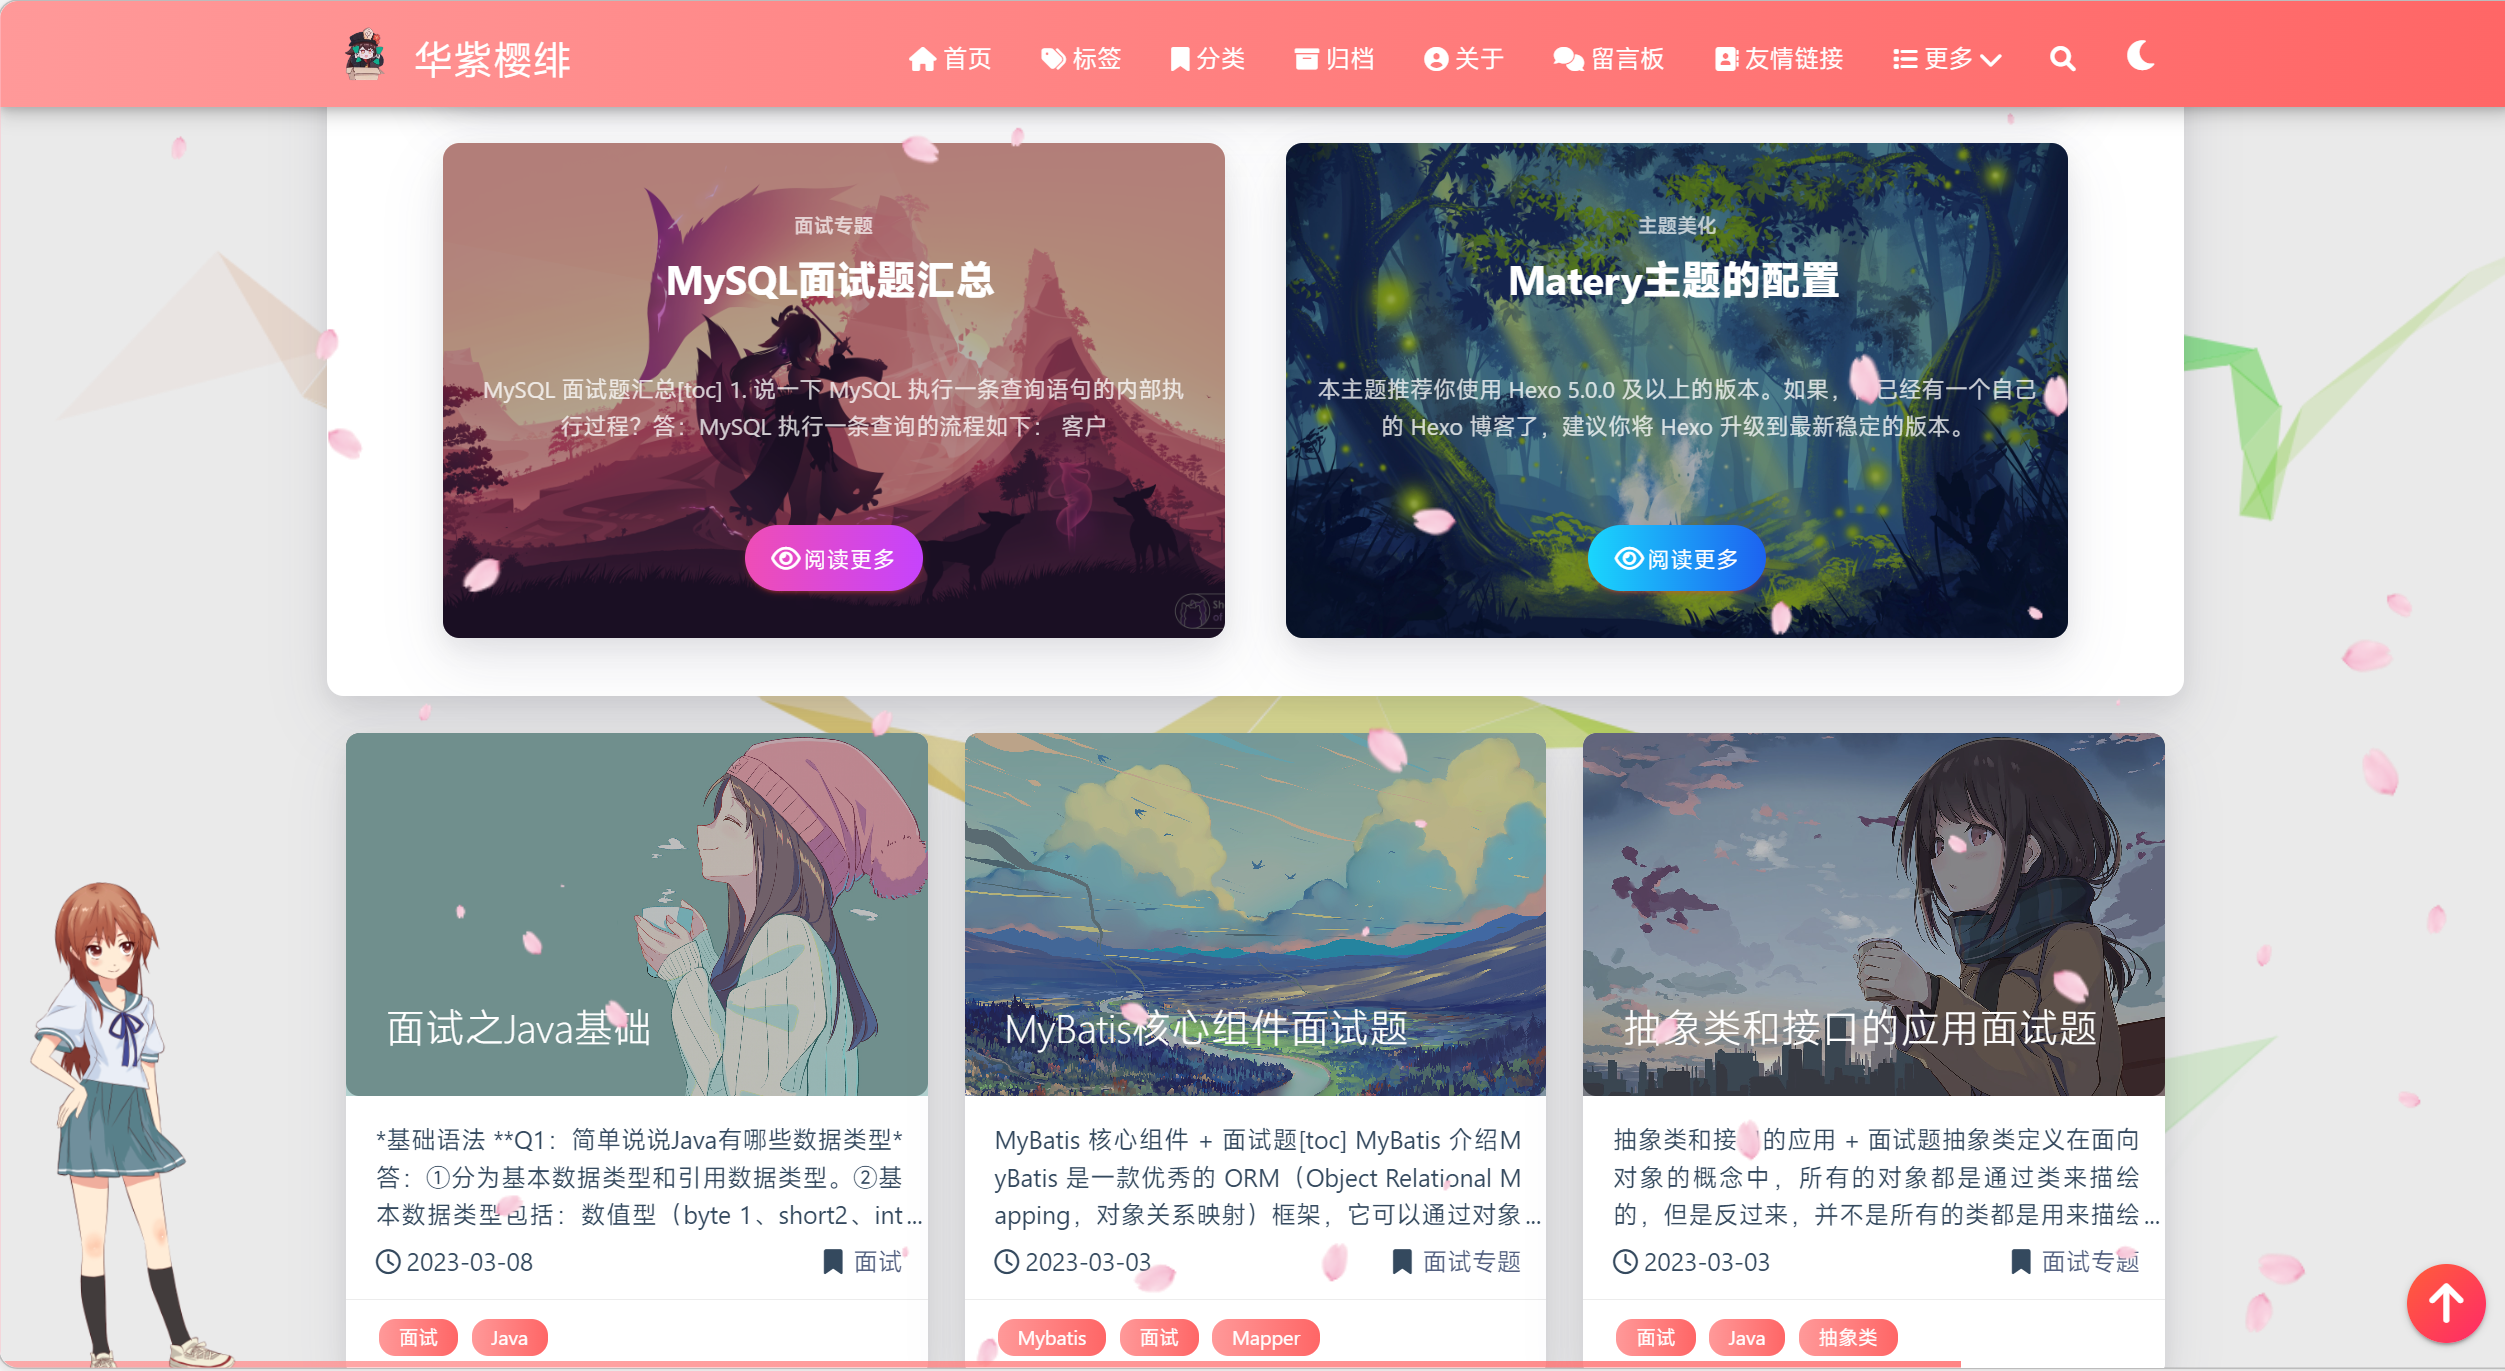 华紫樱绯
首页
标签
分类
归档
关于
留言板
友情链接
更多
面试专题
MySQL面试题汇总
MySQL 面试题汇总[toc] 1. 说一下 MySQL 执行一条查询语句的内部执
行过程？答：MySQL 执行一条查询的流程如下： 客户
阅读更多
主题美化
Matery主题的配置
本主题推荐你使用 Hexo 5.0.0 及以上的版本。如果，已经有一个自己
的 Hexo 博客了，建议你将 Hexo 升级到最新稳定的版本。
阅读更多
面试之Java基础
*基础语法 **Q1：简单说说Java有哪些数据类型*
答：①分为基本数据类型和引用数据类型。②基
本数据类型包括：数值型（byte 1、short2、int...
2023-03-08
面试
面试
Java
MyBatis核心组件面试题
MyBatis 核心组件 + 面试题[toc] MyBatis 介绍M
yBatis 是一款优秀的 ORM（Object Relational M
apping，对象关系映射）框架，它可以通过对象...
2023-03-03
面试专题
Mybatis
面试
Mapper
抽象类和接口的应用面试题
抽象类和接的应用 + 面试题抽象类定义在面向
对象的概念中，所有的对象都是通过类来描绘
的，但是反过来，并不是所有的类都是用来描绘...
2023-03-03
面试专题
面试
Java
抽象类